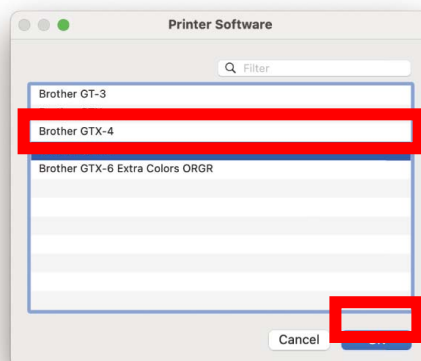 Printer Software
Filter
Brother GT-3
Brother GTX-4
Brother GTX-6 Extra Colors ORGR
Cancel